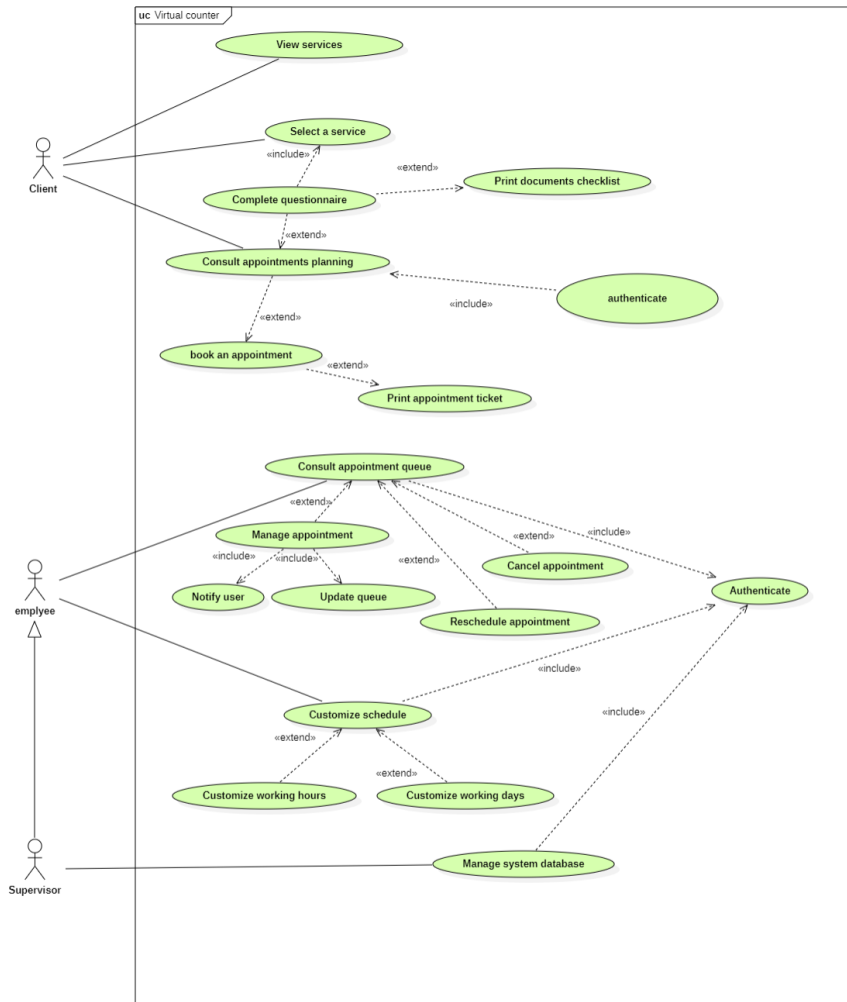 uc Virtual counter
View services
Select a service
«include»
«extend»
Print documents checklist
Client
Complete questionnaire
«extend»
Consult appointments planning
authenticate
«include»
«extend»
book an appointment
«extend»
Print appointment ticket
Consult appointment queue
«extend»
Manage appointment
«include»
«extend»
«include»
«include»
«extend»
Cancel appointment
Notify user
Update queue
Authenticate
emplyee
Reschedule appointment
«include»
Customize schedule
«include»
«extend»
«extend»
Customize working hours
Customize working days
Manage system database
Supervisor